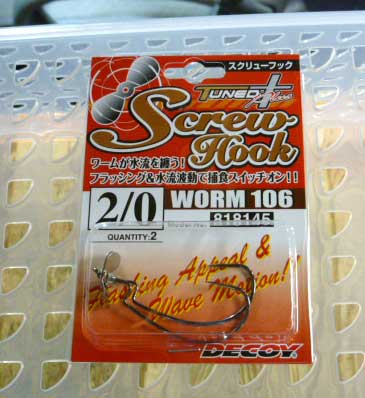 スクリューフック
TUNED
Screw
Hook
ワームが水流を纏う!
フラッシング&水流波動で捕食スイッチオン!!
2/0
WORM 106
818145
QUANTITY:2
Flashing Appeal &
Wave Motion!!
DECOY